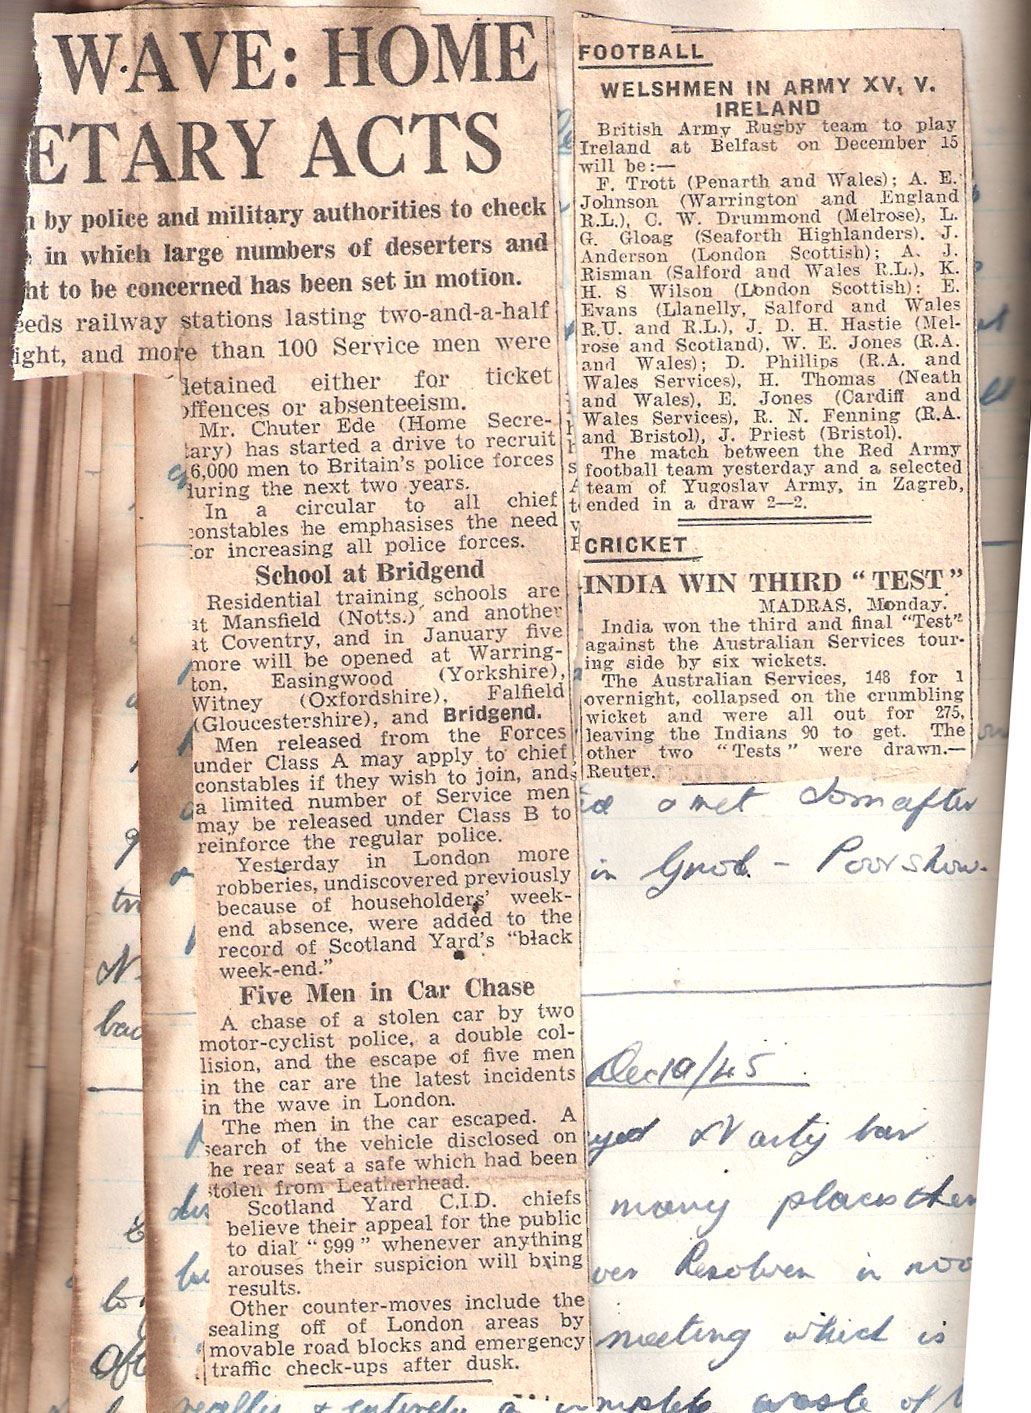 WAVE: HOME
ETARY ACTS
by police and military authorities to check
in which large numbers of deserters and
ht to be concerned has been set in motion.
eeds railway stations lasting two-and-a-half
ight, and more than 100 Service men were
detained either for ticket
offences or absenteeism.
Mr. Chuter Ede (Home Secre-
tary) has started a drive to recruit
6,000 men to Britain's police forces
during the next two years.
In a circular to all chief
constables he emphasises the need
for increasing all police forces.
School at Bridgend
Residential training schools are
at Mansfield (Notts.) and another
at Coventry, and in January five
more will be opened at Warring-
ton, Easingwood (Yorkshire),
Witney (Oxfordshire), Falfield
(Gloucestershire), and Bridgend.
Men released from the Forces
under Class A may apply to chief
constables if they wish to join, and
a limited number of Service men
may be released under Class B to
reinforce the regular police.
Yesterday in London more
robberies, undiscovered previously
because of householders' week-
end absence, were added to the
record of Scotland Yard's "black
week-end."
Five Men in Car Chase
A chase of a stolen car by two
motor-cyclist police, a double col-
lision, and the escape of five men
in the car are the latest incidents
in the wave in London.
The men in the car escaped. A
search of the vehicle disclosed on
he rear seat a safe which had been
stolen from Leatherhead.
Scotland Yard C.I.D. chiefs
believe their appeal for the public
to dial "999" whenever anything
arouses their suspicion will bring
results.
Other counter-moves include the
sealing off of London areas by
movable road blocks and emergency
traffic check-ups after dusk.
FOOTBALL
WELSHMEN IN ARMY XV, V.
IRELAND
British Army Rugby team to play
Ireland at Belfast on December 15
will be:—
F. Trott (Penarth and Wales); A. E.
Johnson (Warrington and England
R.L.), C. W. Drummond (Melrose), L.
G. Gloag (Seaforth Highlanders), J.
Anderson (London Scottish); A. J.
Risman (Salford and Wales R.L.), K.
H. S Wilson (London Scottish); E.
Evans (Llanelly, Salford and Wales
R.U. and R.L.), J. D. H. Hastie (Mel-
rose and Scotland), W. E. Jones (R.A.
and Wales); D. Phillips (R.A. and
Wales Services), H. Thomas (Neath
and Wales), E. Jones (Cardiff and
Wales Services), R. N. Fenning (R.A.
and Bristol), J. Priest (Bristol).
The match between the Red Army
football team yesterday and a selected
team of Yugoslav Army, in Zagreb,
ended in a draw 2—2.
CRICKET
INDIA WIN THIRD "TEST"
MADRAS, Monday.
India won the third and final "Test"
against the Australian Services tour-
ing side by six wickets.
The Australian Services, 148 for 1
overnight, collapsed on the crumbling
wicket and were all out for 275,
leaving the Indians 90 to get. The
other two "Tests" were drawn.—
Reuter.
met Dom after
in Gnoll - Poor show.
Dec 19/45
bar
many places then
Resolven in
meeting which is
really & entirely a complete waste of